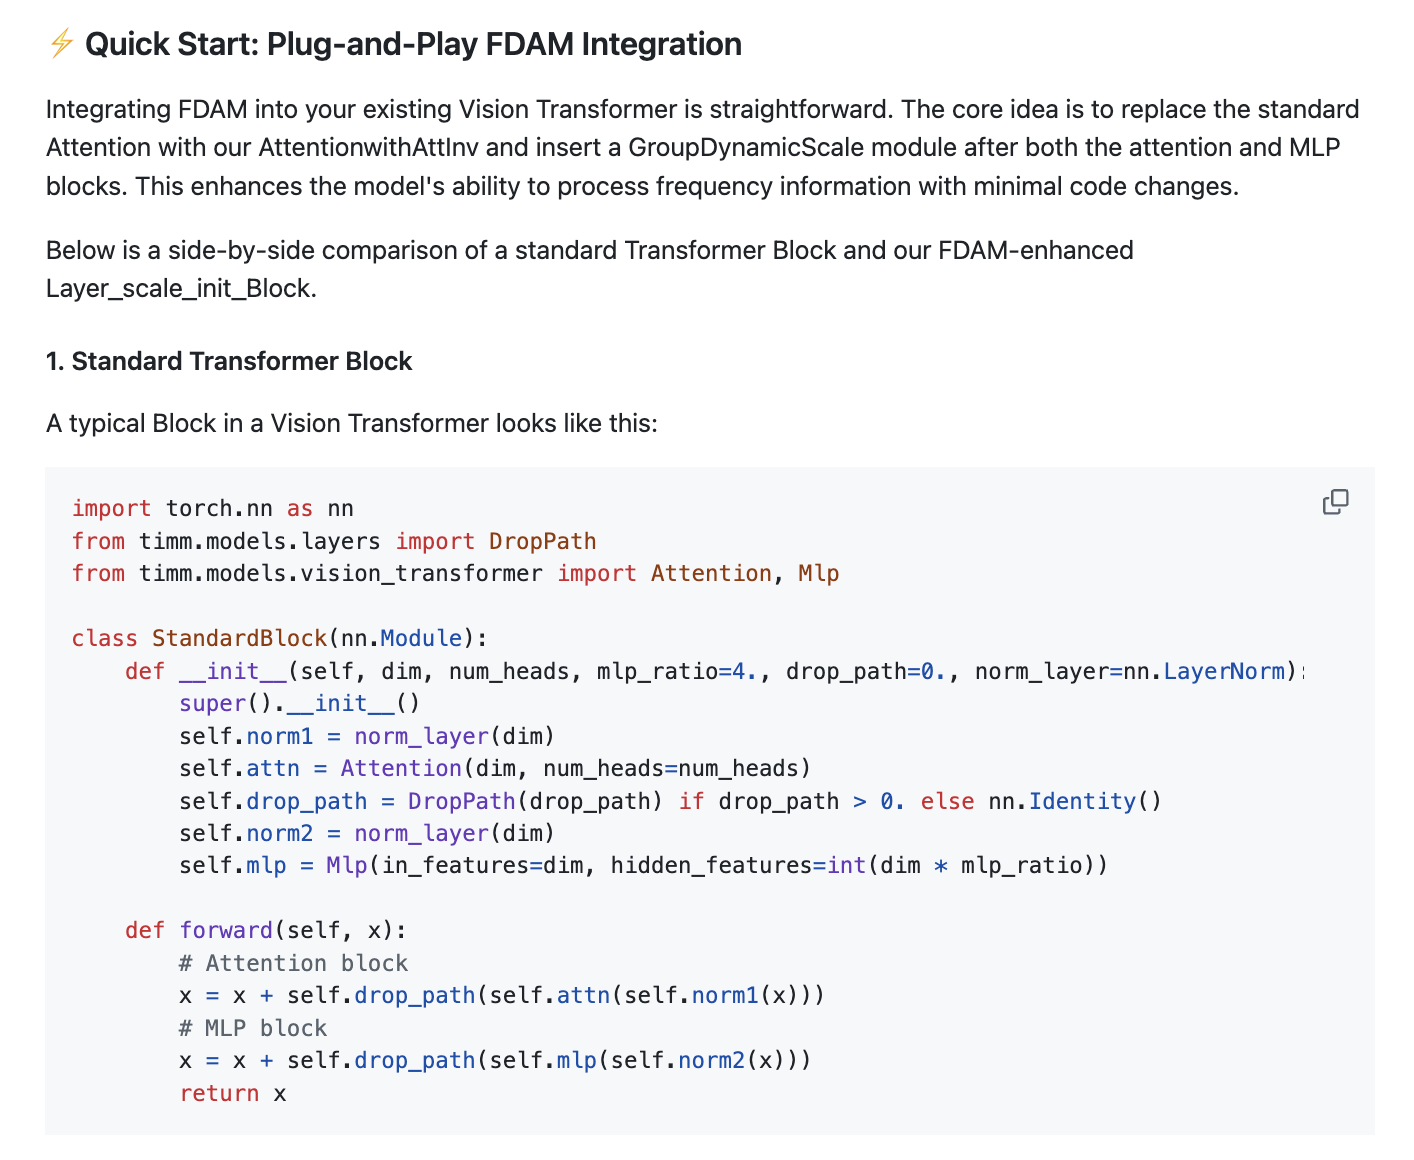 ⚡ Quick Start: Plug-and-Play FDAM Integration
Integrating FDAM into your existing Vision Transformer is straightforward. The core idea is to replace the standard
Attention with our AttentionwithAttInv and insert a GroupDynamicScale module after both the attention and MLP
blocks. This enhances the model's ability to process frequency information with minimal code changes.
Below is a side-by-side comparison of a standard Transformer Block and our FDAM-enhanced
Layer_scale_init_Block.
1. Standard Transformer Block
A typical Block in a Vision Transformer looks like this:
import torch.nn as nn
from timm.models.layers import DropPath
from timm.models.vision_transformer import Attention, Mlp

class StandardBlock(nn.Module):
    def __init__(self, dim, num_heads, mlp_ratio=4., drop_path=0., norm_layer=nn.LayerNorm):
        super().__init__()
        self.norm1 = norm_layer(dim)
        self.attn = Attention(dim, num_heads=num_heads)
        self.drop_path = DropPath(drop_path) if drop_path > 0. else nn.Identity()
        self.norm2 = norm_layer(dim)
        self.mlp = Mlp(in_features=dim, hidden_features=int(dim * mlp_ratio))

    def forward(self, x):
        # Attention block
        x = x + self.drop_path(self.attn(self.norm1(x)))
        # MLP block
        x = x + self.drop_path(self.mlp(self.norm2(x)))
        return x